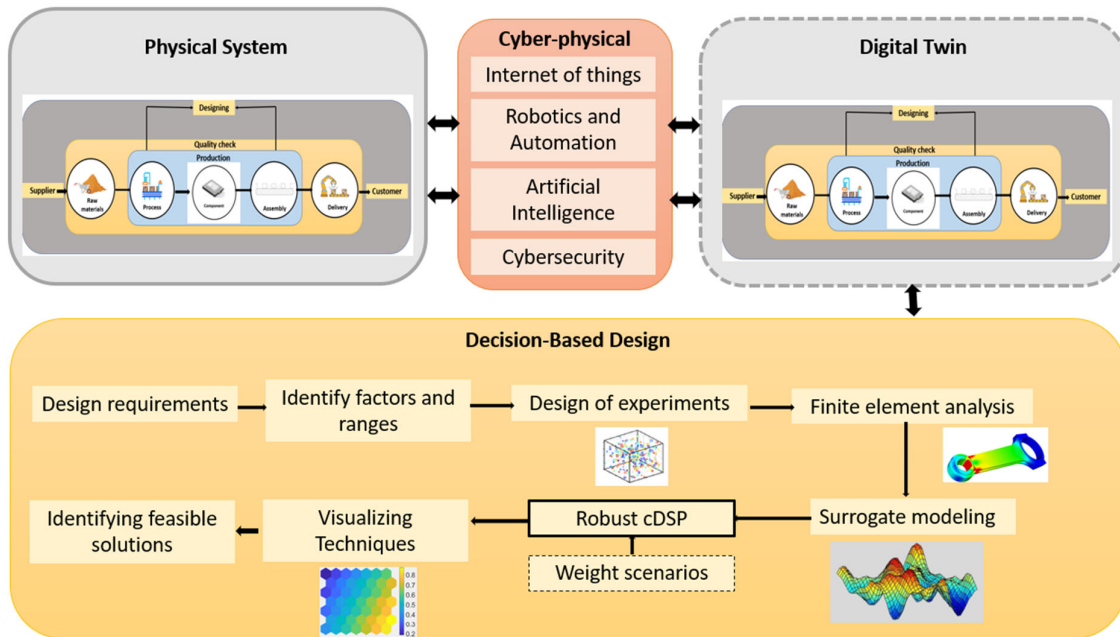 Physical System
Designing
Quality check
Production
Supplier
Raw
materials
Process
Component
Assembly
Delivery
Customer
Cyber-physical
Internet of things
Robotics and
Automation
Artificial
Intelligence
Cybersecurity
Digital Twin
Designing
Quality check
Production
Supplier
Raw
materials
Process
Component
Assembly
Delivery
Customer
Decision-Based Design
Design requirements
Identify factors and
ranges
Design of experiments
Finite element analysis
Surrogate modeling
Robust cDSP
Weight scenarios
Visualizing
Techniques
0.8
0.7
0.6
0.5
0.4
0.3
0.2
Identifying feasible
solutions